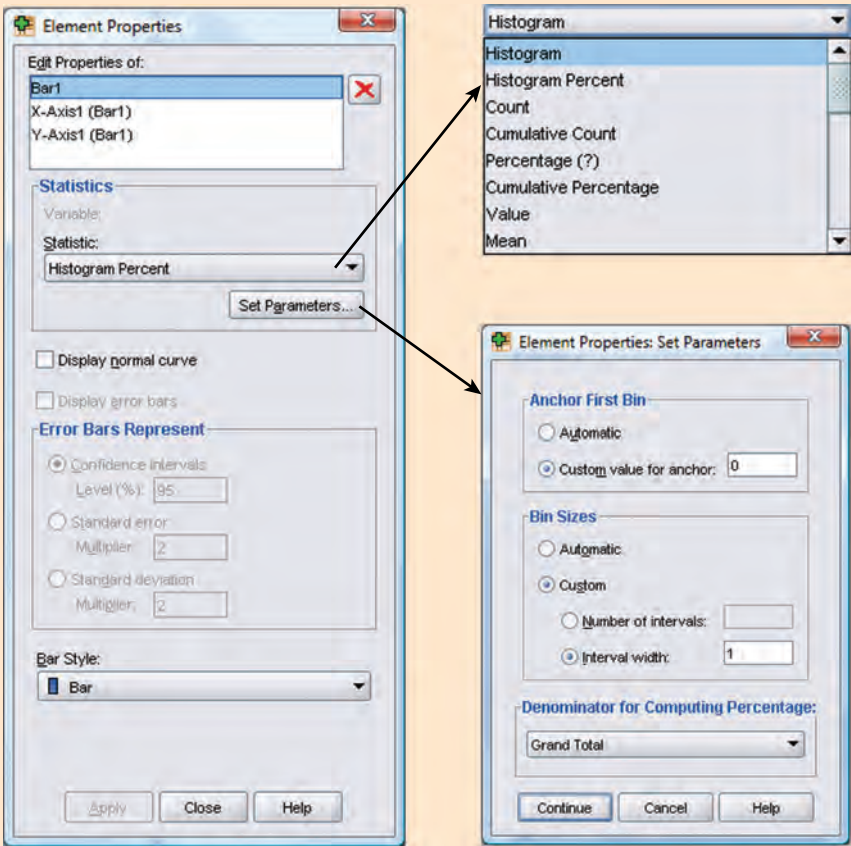 Element Properties
Edit Properties of:
Bar1
X-Axis1 (Bar1)
Y-Axis1 (Bar1)
Statistics
Variable:
Statistic:
Histogram Percent
Set Parameters...
Display normal curve
Display error bars
Error Bars Represent
Confidence intervals
Level (%): 95
Standard error
Multiplier: 2
Standard deviation
Multiplier: 2
Bar Style:
Bar
Apply Close Help
Histogram
Histogram
Histogram Percent
Count
Cumulative Count
Percentage (?)
Cumulative Percentage
Value
Mean
Element Properties: Set Parameters
Anchor First Bin
Automatic
Custom value for anchor: 0
Bin Sizes
Automatic
Custom
Number of intervals:
Interval width: 1
Denominator for Computing Percentage:
Grand Total
Continue Cancel Help